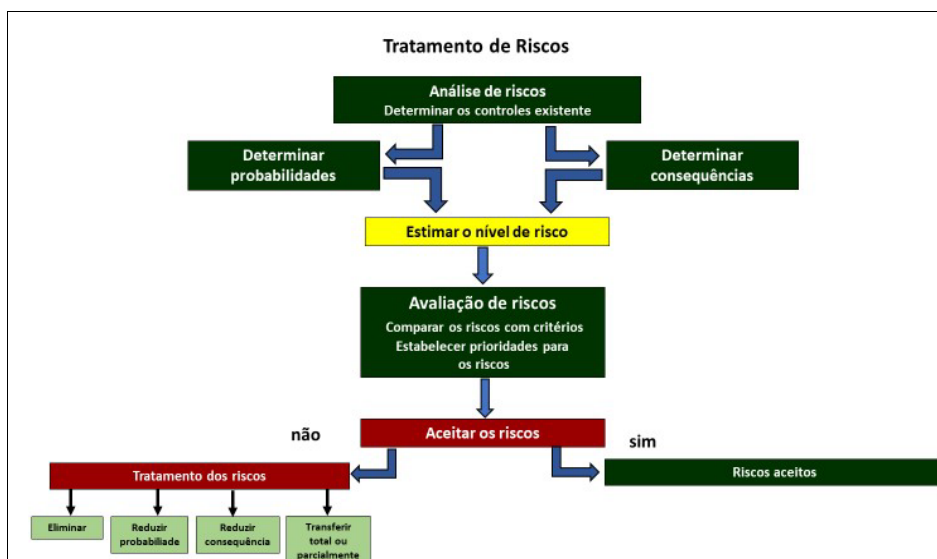 Tratamento de Riscos
Análise de riscos
Determinar os controles existente
Determinar
probabilidades
Determinar
consequências
Estimar o nível de risco
Avaliação de riscos
Comparar os riscos com critérios
Estabelecer prioridades para
os riscos
não
Aceitar os riscos
sim
Tratamento dos riscos
Riscos aceitos
Eliminar
Reduzir
probabiliade
Reduzir
consequência
Transferir
total ou
parcialmente